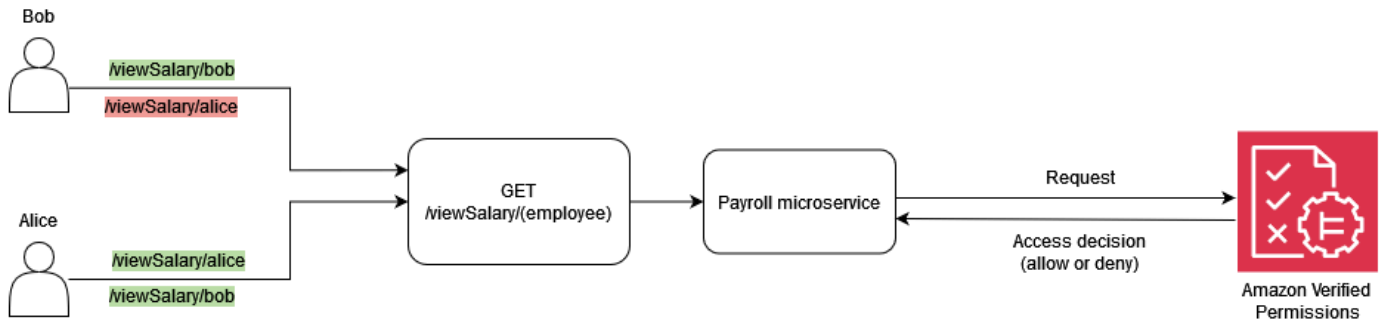 Bob
/viewSalary/bob
/viewSalary/alice
GET
/viewSalary/(employee)
Payroll microservice
Request
Access decision
(allow or deny)
Amazon Verified
Permissions
Alice
/viewSalary/alice
/viewSalary/bob